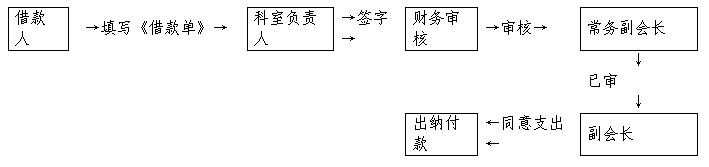 借款人
→填写《借款单》→
科室负责人
→签字→
财务审核
→审核→
常务副会长
↓
已审
↓
副会长
←同意支出←
出纳付款